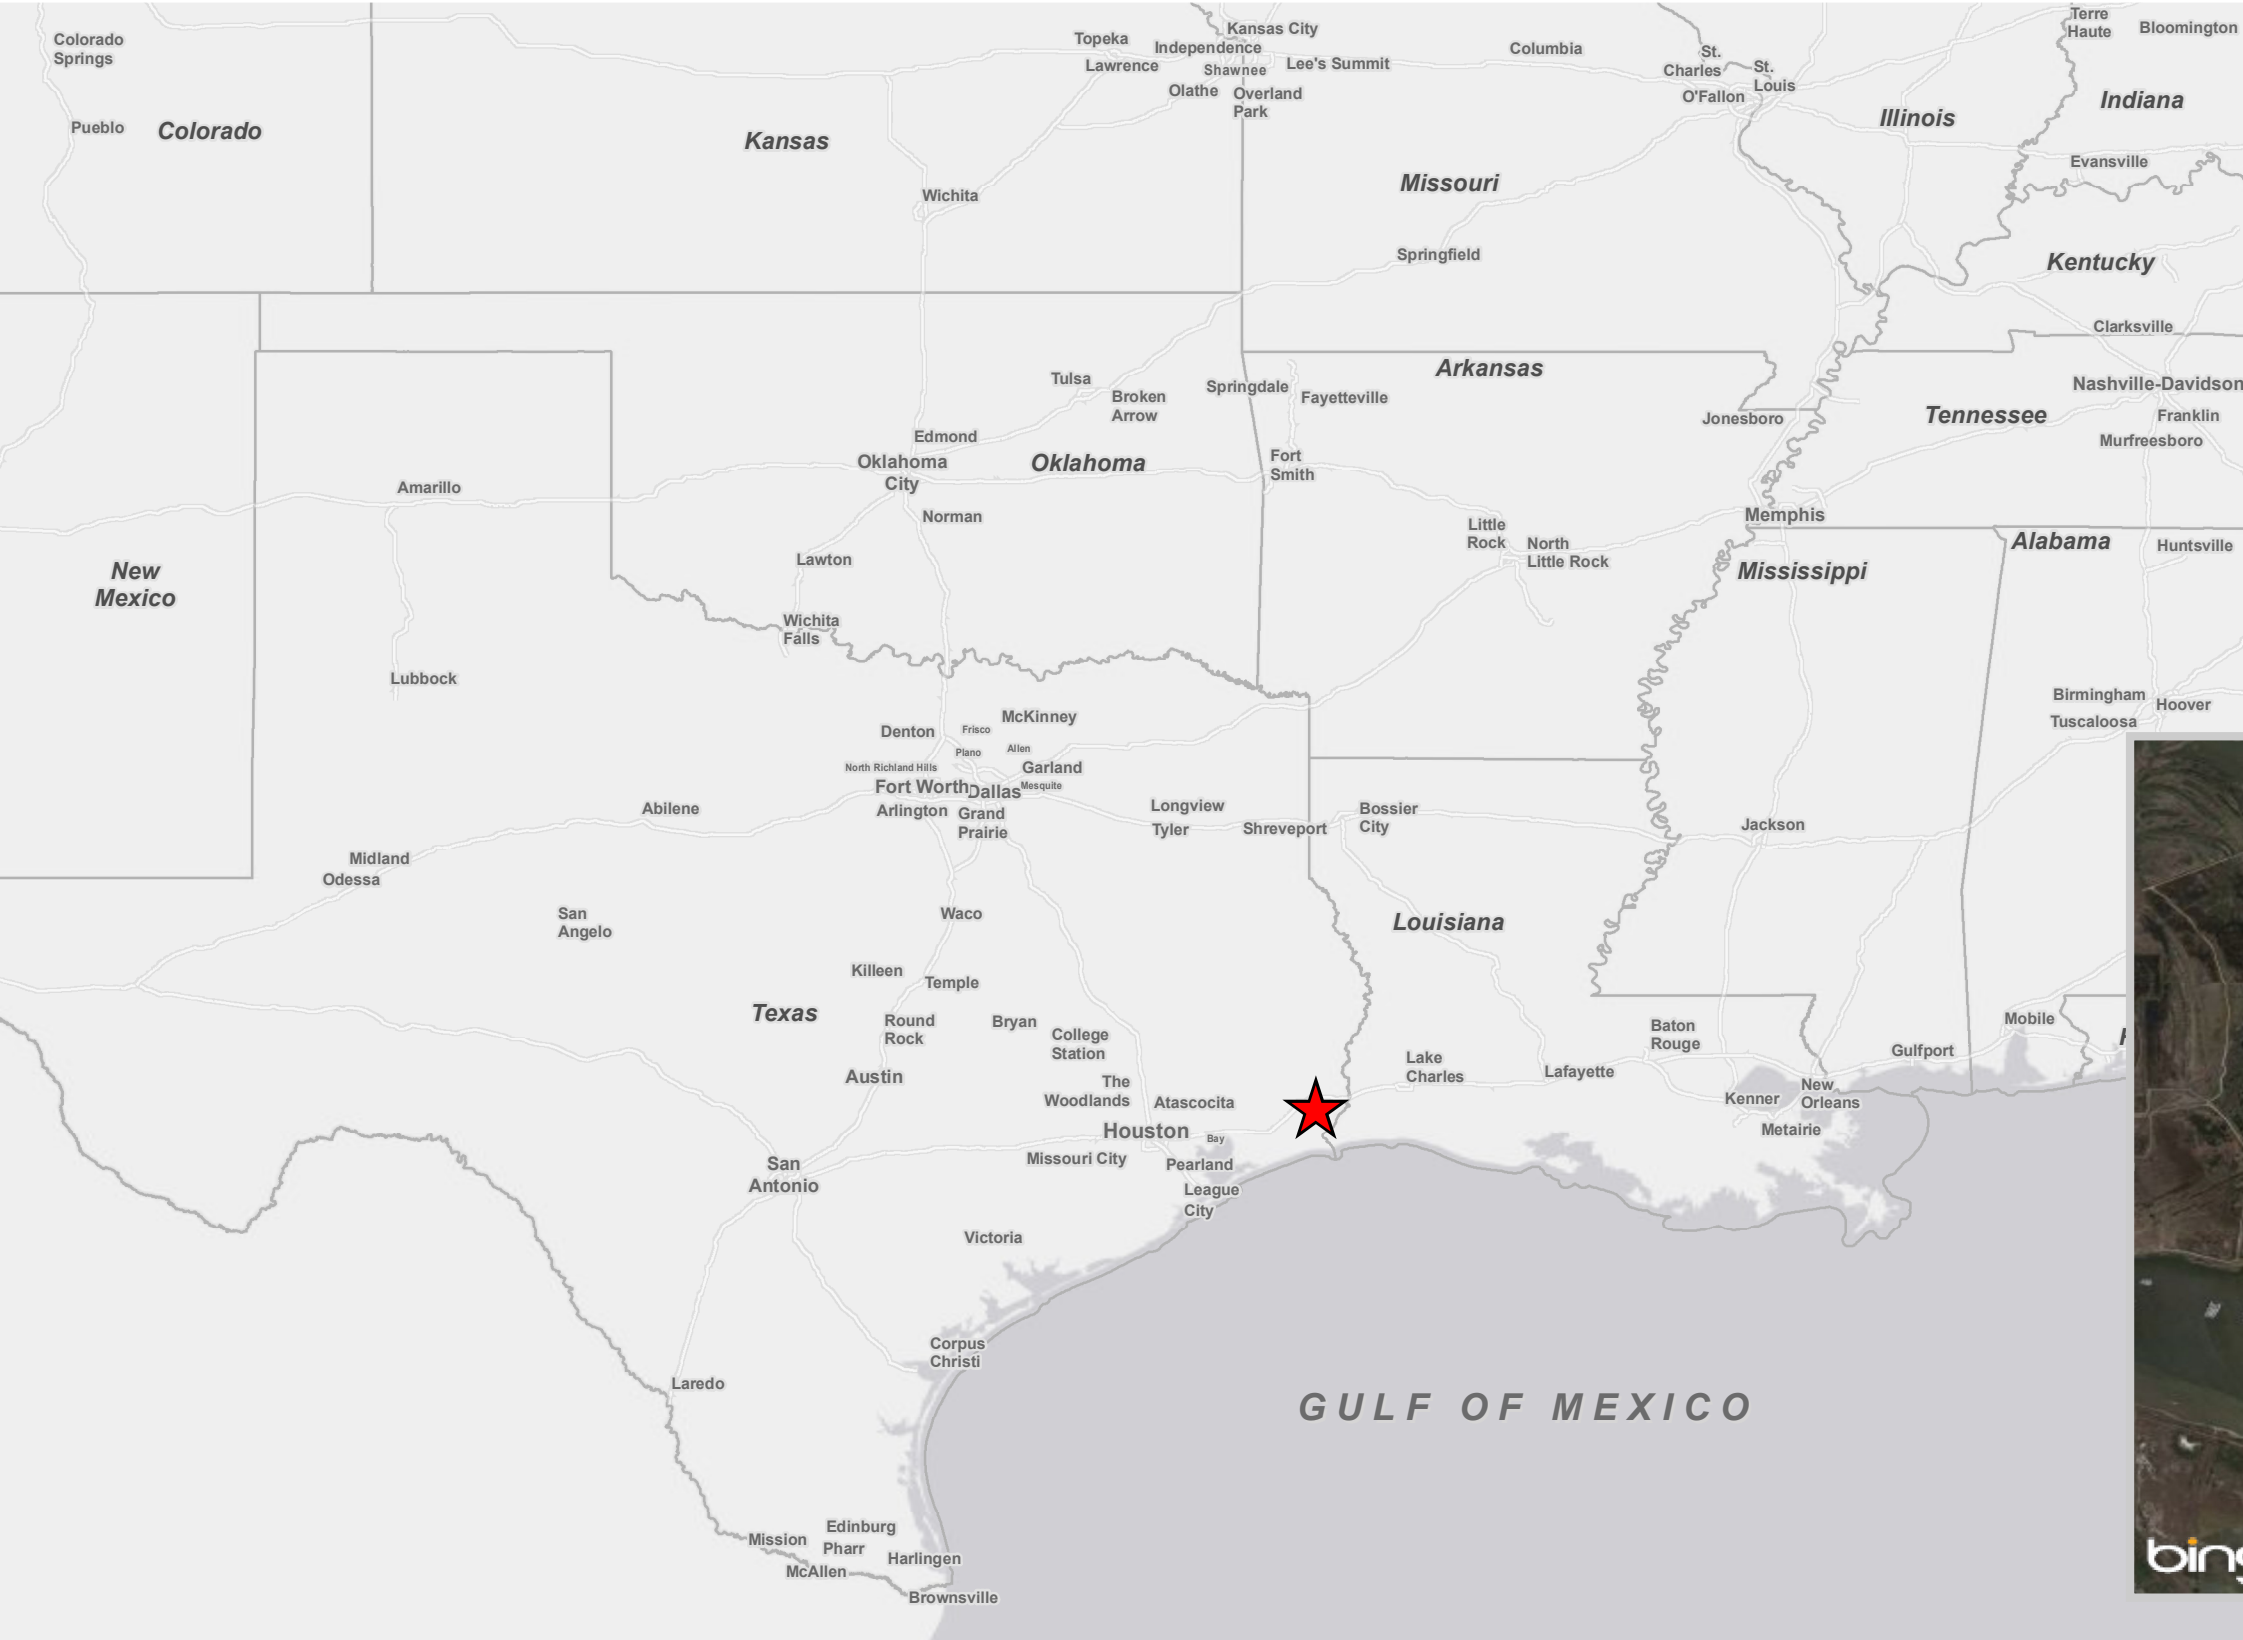 Colorado
Springs
Topeka
Kansas City
Independence
Lawrence
Shawnee
Lee's Summit
Olathe
Overland
Park
Columbia
St.
Charles
St.
Louis
O'Fallon
Terre
Haute
Bloomington
Pueblo
Colorado
Kansas
Illinois
Indiana
Evansville
Wichita
Missouri
Springfield
Kentucky
Clarksville
Arkansas
Tulsa
Broken
Arrow
Springdale
Fayetteville
Jonesboro
Nashville-Davidson
Tennessee
Franklin
Murfreesboro
Edmond
Oklahoma
City
Oklahoma
Fort
Smith
Amarillo
Norman
Little
Rock
North
Little Rock
Memphis
Alabama
Huntsville
New
Mexico
Lawton
Mississippi
Wichita
Falls
Lubbock
Birmingham
Hoover
Tuscaloosa
Denton
Frisco
McKinney
Plano
Allen
North Richland Hills
Garland
Fort Worth
Dallas
Mesquite
Arlington
Grand
Prairie
Abilene
Longview
Tyler
Shreveport
Bossier
City
Jackson
Midland
Odessa
San
Angelo
Waco
Louisiana
Killeen
Temple
Texas
Round
Rock
Bryan
College
Station
Baton
Rouge
Mobile
Gulfport
Austin
The
Woodlands
Atascocita
Lake
Charles
Lafayette
Kenner
New
Orleans
Metairie
Houston
Bay
Missouri City
Pearland
San
Antonio
League
City
Victoria
Corpus
Christi
Laredo
GULF OF MEXICO
Mission
Edinburg
Pharr
McAllen
Harlingen
Brownsville
bing